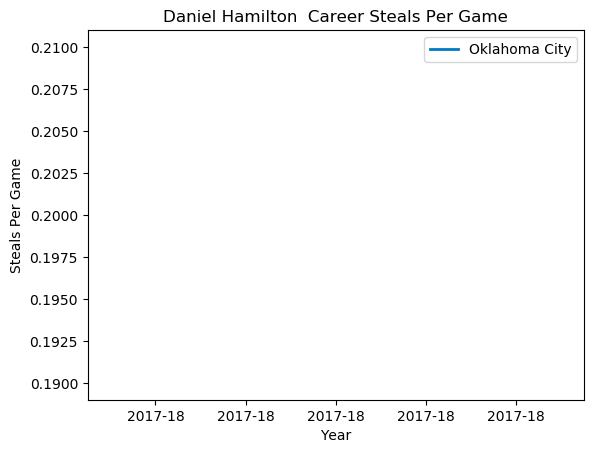 Daniel Hamilton  Career Steals Per Game
Oklahoma City
Steals Per Game
0.2100
0.2075
0.2050
0.2025
0.2000
0.1975
0.1950
0.1925
0.1900
2017-18 2017-18 2017-18 2017-18 2017-18
Year